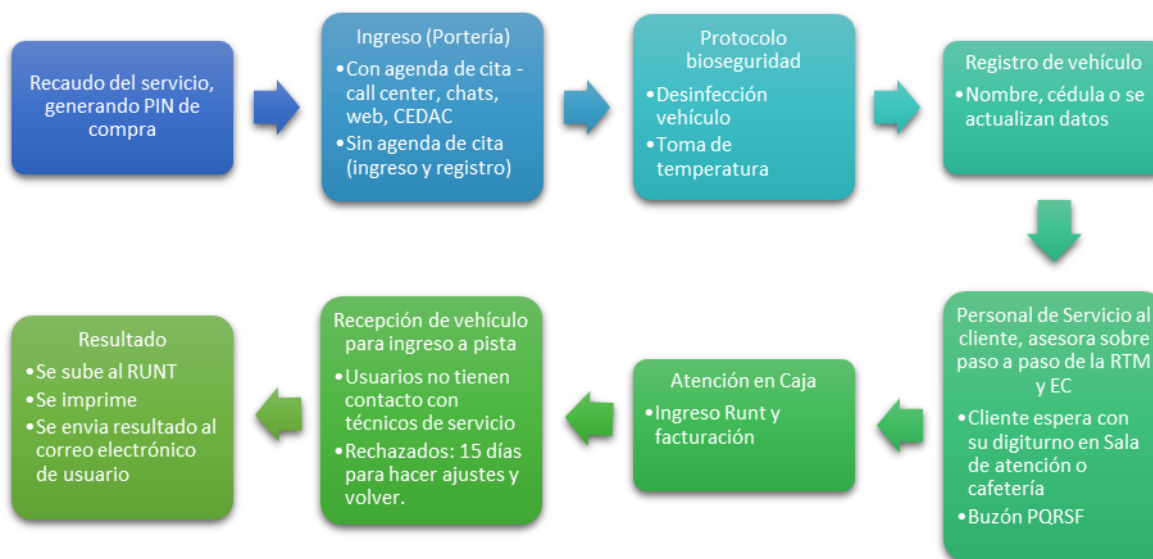 Recaudo del servicio,
generando PIN de
compra
Ingreso (Portería)
•Con agenda de cita -
call center, chats,
web, CEDAC
•Sin agenda de cita
(ingreso y registro)
Protocolo
bioseguridad
•Desinfección
vehículo
•Toma de
temperatura
Registro de vehículo
•Nombre, cédula o se
actualizan datos
Personal de Servicio al
cliente, asesora sobre
paso a paso de la RTM
y EC
•Cliente espera con
su digiturno en Sala
de atención o
cafetería
•Buzón PQRSF
Atención en Caja
•Ingreso Runt y
facturación
Recepción de vehículo
para ingreso a pista
•Usuarios no tienen
contacto con
técnicos de servicio
•Rechazados: 15 días
para hacer ajustes y
volver.
Resultado
•Se sube al RUNT
•Se imprime
•Se envia resultado al
correo electrónico
de usuario